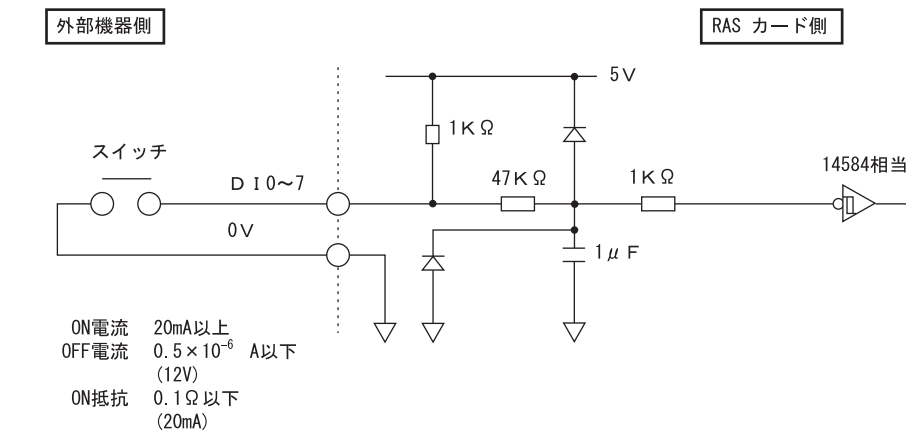 外部機器側
RAS カード側
5V
1KΩ
スイッチ
14584相当
DI0～7
47KΩ
1KΩ
0V
1μF
ON電流 20mA以上
OFF電流 0.5×10⁻⁶ A以下
(12V)
ON抵抗 0.1Ω以下
(20mA)